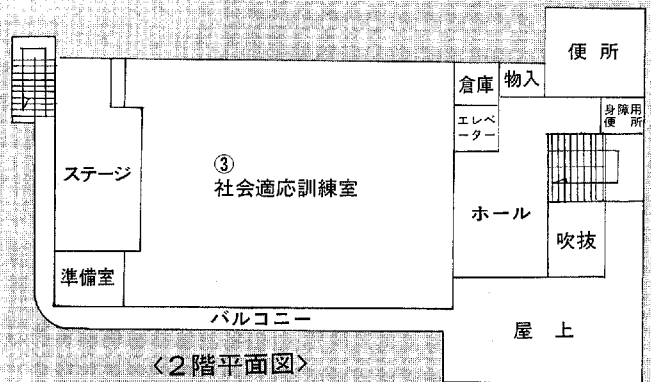 便所
倉庫
物入
身障用
便所
エレベ
ーター
ステージ
③
社会適応訓練室
ホール
吹抜
準備室
バルコニー
屋上
〈2階平面図〉